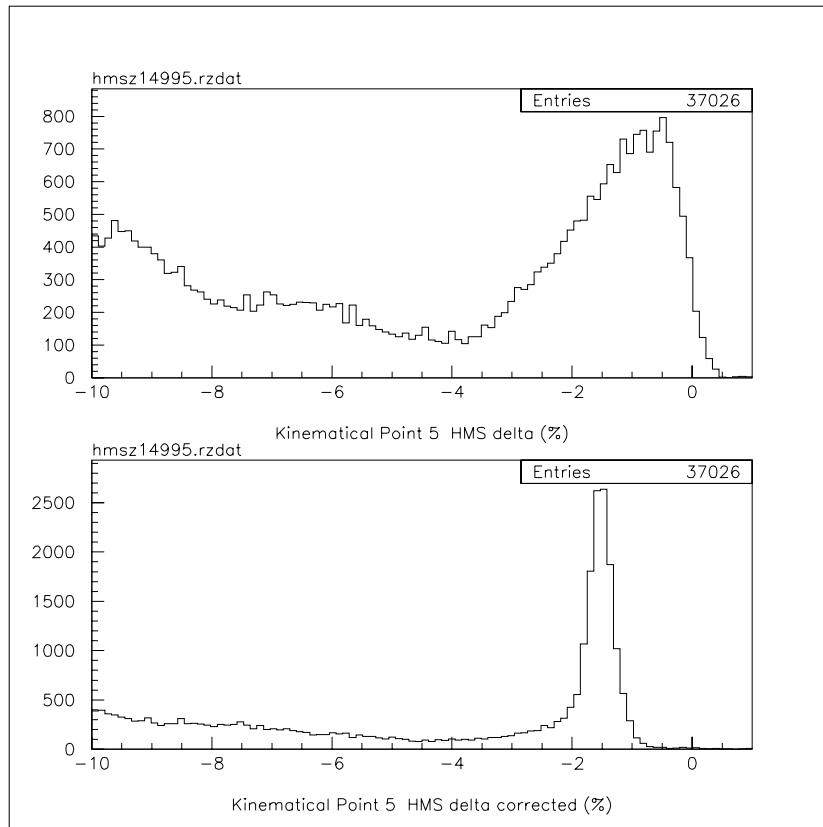 hmsz14995.rzdat
Entries 37026
800
700
600
500
400
300
200
100
0
-10 -8 -6 -4 -2 0
Kinematical Point 5 HMS delta (%)
hmsz14995.rzdat
Entries 37026
2500
2000
1500
1000
500
0
-10 -8 -6 -4 -2 0
Kinematical Point 5 HMS delta corrected (%)